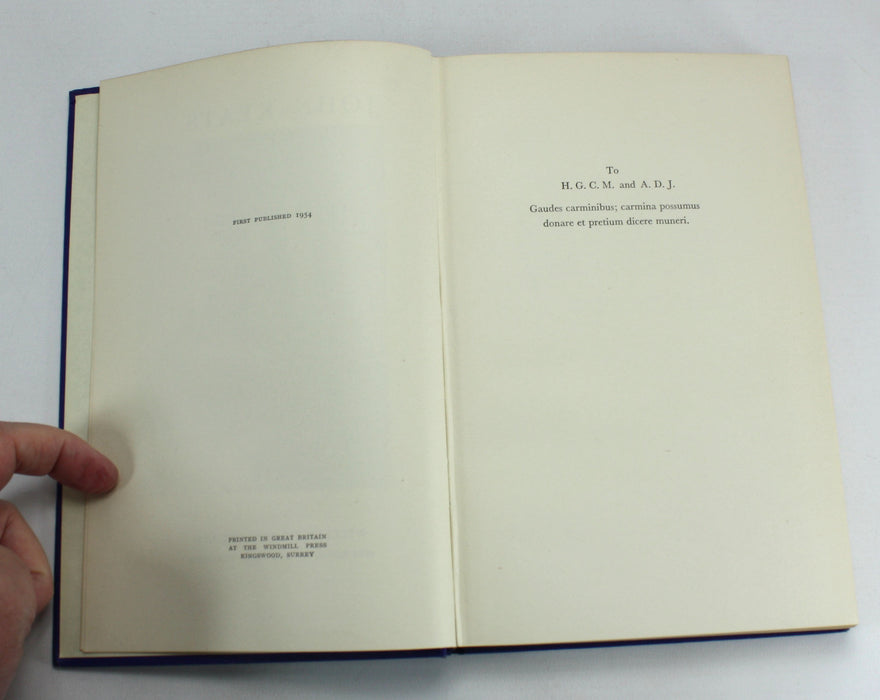 FIRST PUBLISHED 1954
PRINTED IN GREAT BRITAIN
AT THE WINDMILL PRESS
KINGSWOOD, SURREY
To
H. G. C. M. and A. D. J.
Gaudes carminibus; carmina possumus
donare et pretium dicere muneri.